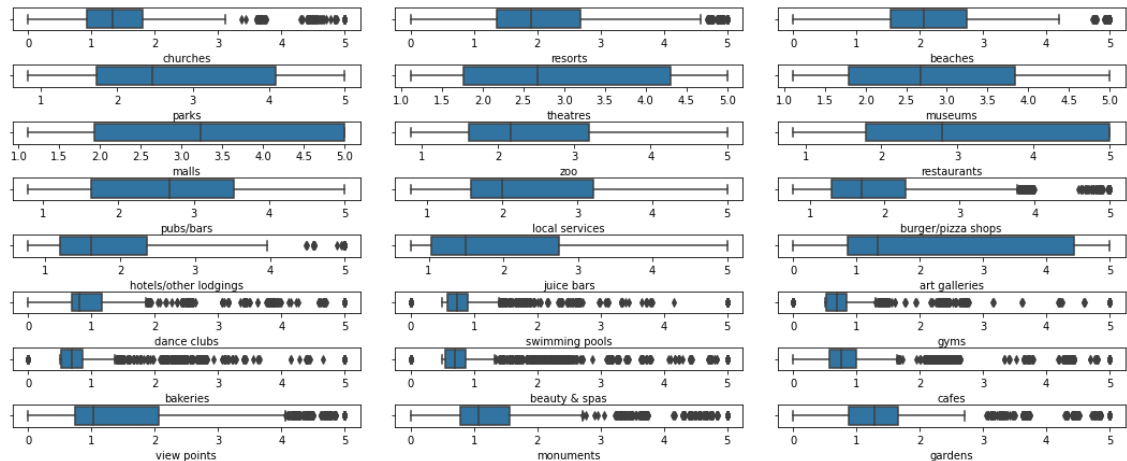 0 1 2 3 4 5 0 1 2 3 4 5 0 1 2 3 4 5
churches resorts beaches
1 2 3 4 5 1.0 1.5 2.0 2.5 3.0 3.5 4.0 4.5 5.0 1.0 1.5 2.0 2.5 3.0 3.5 4.0 4.5 5.0
parks theatres museums
1.0 1.5 2.0 2.5 3.0 3.5 4.0 4.5 5.0 1 2 3 4 5 1 2 3 4 5
malls zoo restaurants
1 2 3 4 5 1 2 3 4 5 1 2 3 4 5
pubs/bars local services burger/pizza shops
1 2 3 4 5 1 2 3 4 5 0 1 2 3 4 5
hotels/other lodgings juice bars art galleries
0 1 2 3 4 5 0 1 2 3 4 5 0 1 2 3 4 5
dance clubs swimming pools gyms
0 1 2 3 4 5 0 1 2 3 4 5 0 1 2 3 4 5
bakeries beauty & spas cafes
0 1 2 3 4 5 0 1 2 3 4 5 0 1 2 3 4 5
view points monuments gardens